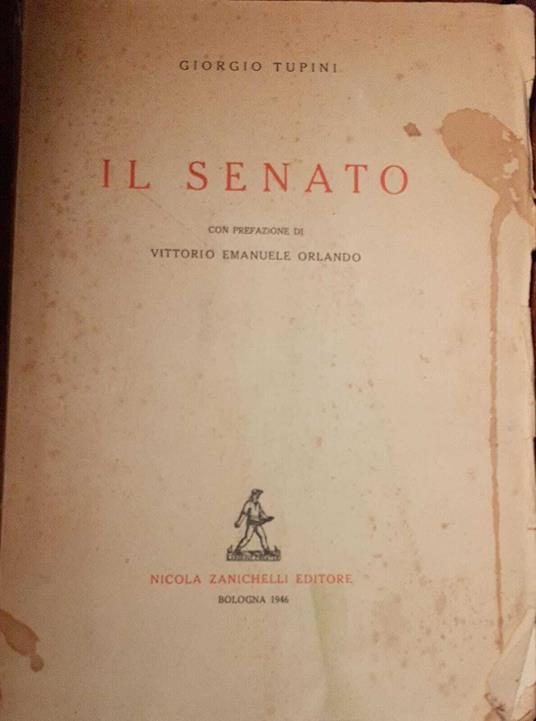 GIORGIO TUPINI
IL SENATO
CON PREFAZIONE DI
VITTORIO EMANUELE ORLANDO
NICOLA ZANICHELLI EDITORE
BOLOGNA 1946